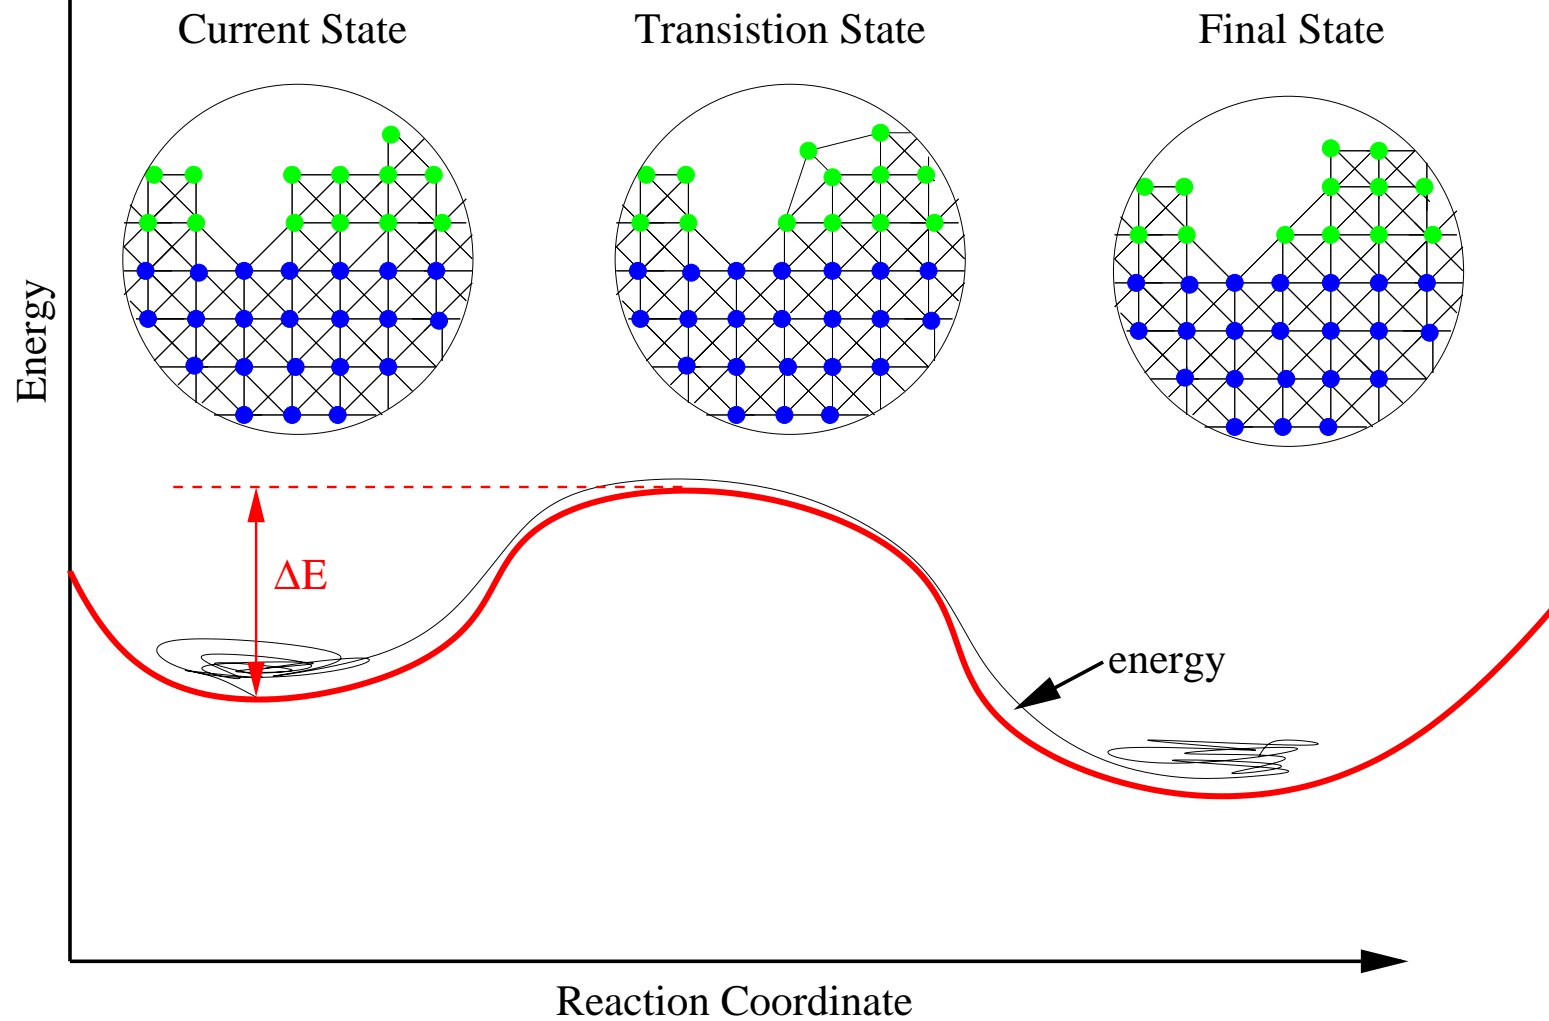 Current State
Transistion State
Final State
Energy
ΔE
energy
Reaction Coordinate